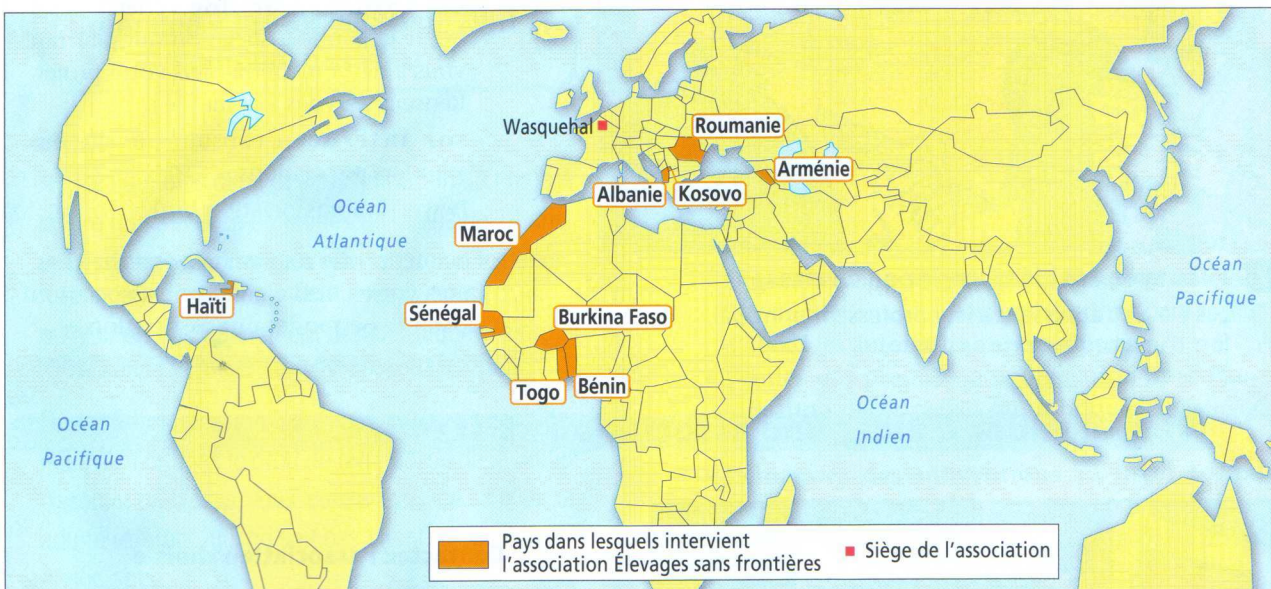 Wasquehal
Roumanie
Arménie
Albanie
Kosovo
Océan
Atlantique
Maroc
Océan
Pacifique
Haïti
Sénégal
Burkina Faso
Togo
Bénin
Océan
Pacifique
Océan
Indien
Pays dans lesquels intervient
l'association Élevages sans frontières
Siège de l'association